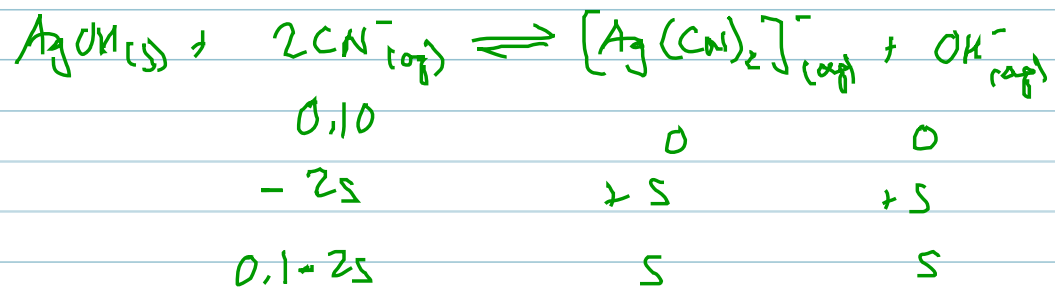 AgOH(s) + 2CN⁻(aq) ⇌ [Ag(CN)₂]⁻(aq) + OH⁻(aq)
0,10 0 0
- 2s + s + s
0,1-2s s s